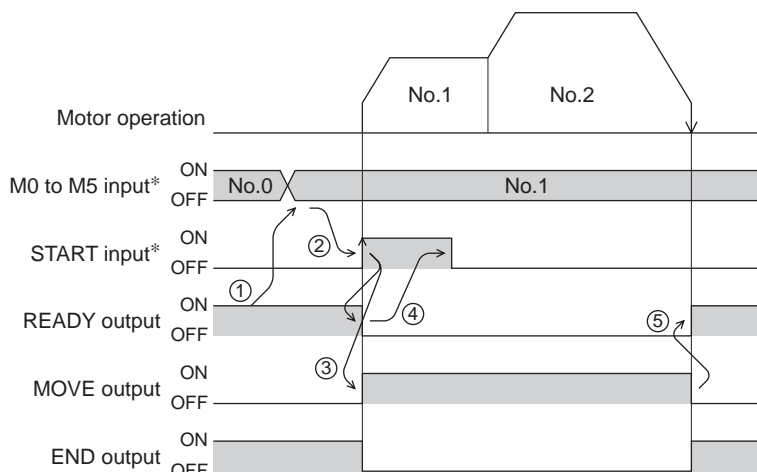 No.1
No.2
Motor operation
M0 to M5 input*
ON
OFF
No.0
No.1
START input*
ON
OFF
①
②
READY output
ON
OFF
③
④
⑤
MOVE output
ON
OFF
END output
ON
OFF